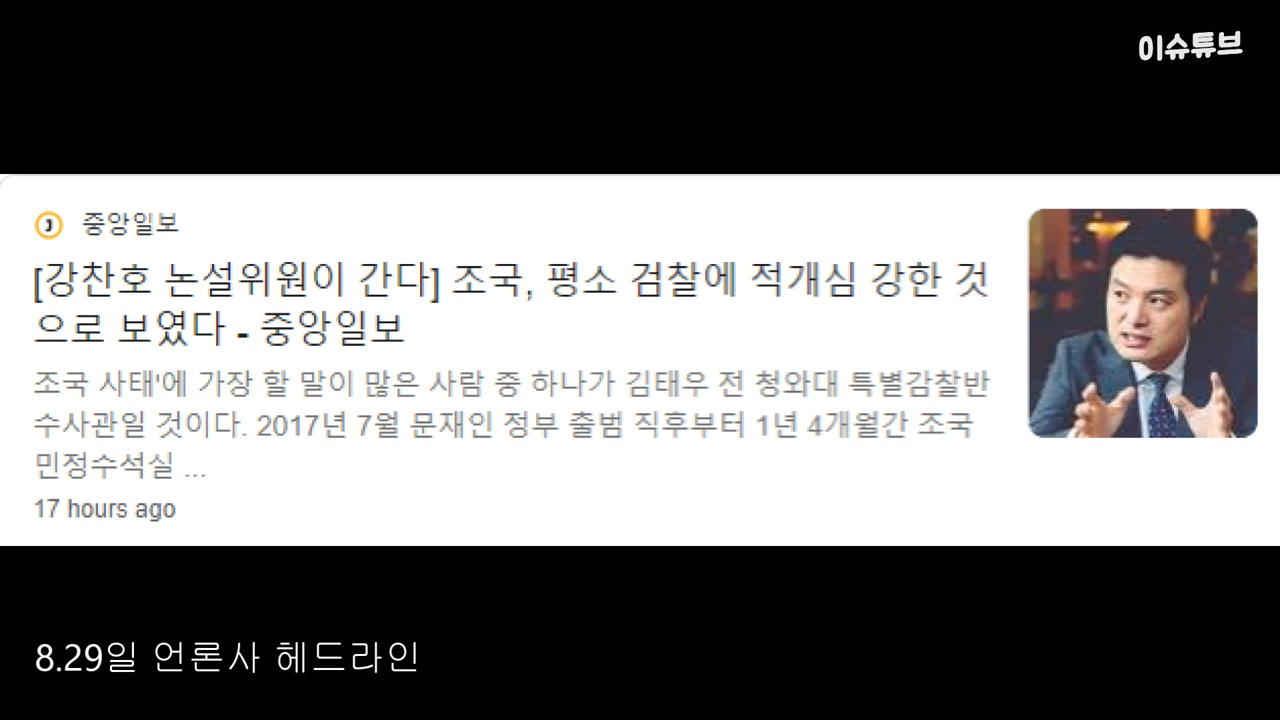 이슈튜브
중앙일보
[강찬호 논설위원이 간다] 조국, 평소 검찰에 적개심 강한 것
으로 보였다 - 중앙일보
조국 사태'에 가장 할 말이 많은 사람 중 하나가 김태우 전 청와대 특별감찰반
수사관일 것이다. 2017년 7월 문재인 정부 출범 직후부터 1년 4개월간 조국
민정수석실 ...
17 hours ago
8.29일 언론사 헤드라인